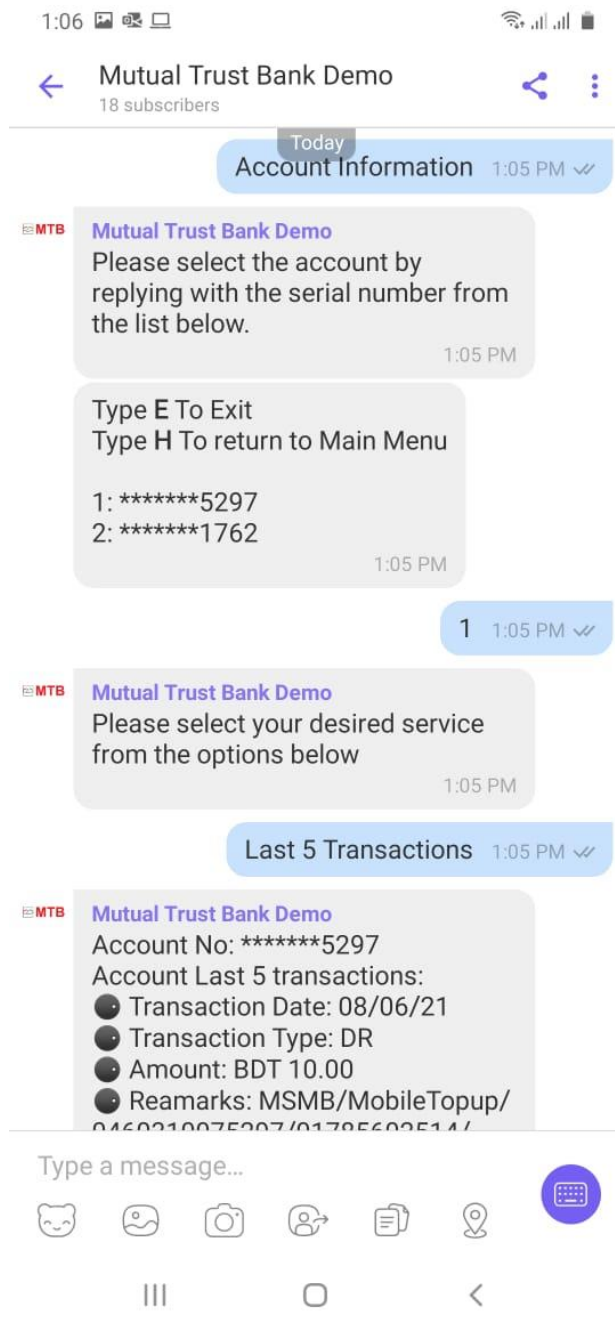 1:06
Mutual Trust Bank Demo
18 subscribers
Today
Account Information 1:05 PM
MTB
Mutual Trust Bank Demo
Please select the account by
replying with the serial number from
the list below.
1:05 PM
Type E To Exit
Type H To return to Main Menu
1: *******5297
2: *******1762
1:05 PM
1 1:05 PM
MTB
Mutual Trust Bank Demo
Please select your desired service
from the options below
1:05 PM
Last 5 Transactions 1:05 PM
MTB
Mutual Trust Bank Demo
Account No: *******5297
Account Last 5 transactions:
Transaction Date: 08/06/21
Transaction Type: DR
Amount: BDT 10.00
Reamarks: MSMB/MobileTopup/
Type a message...